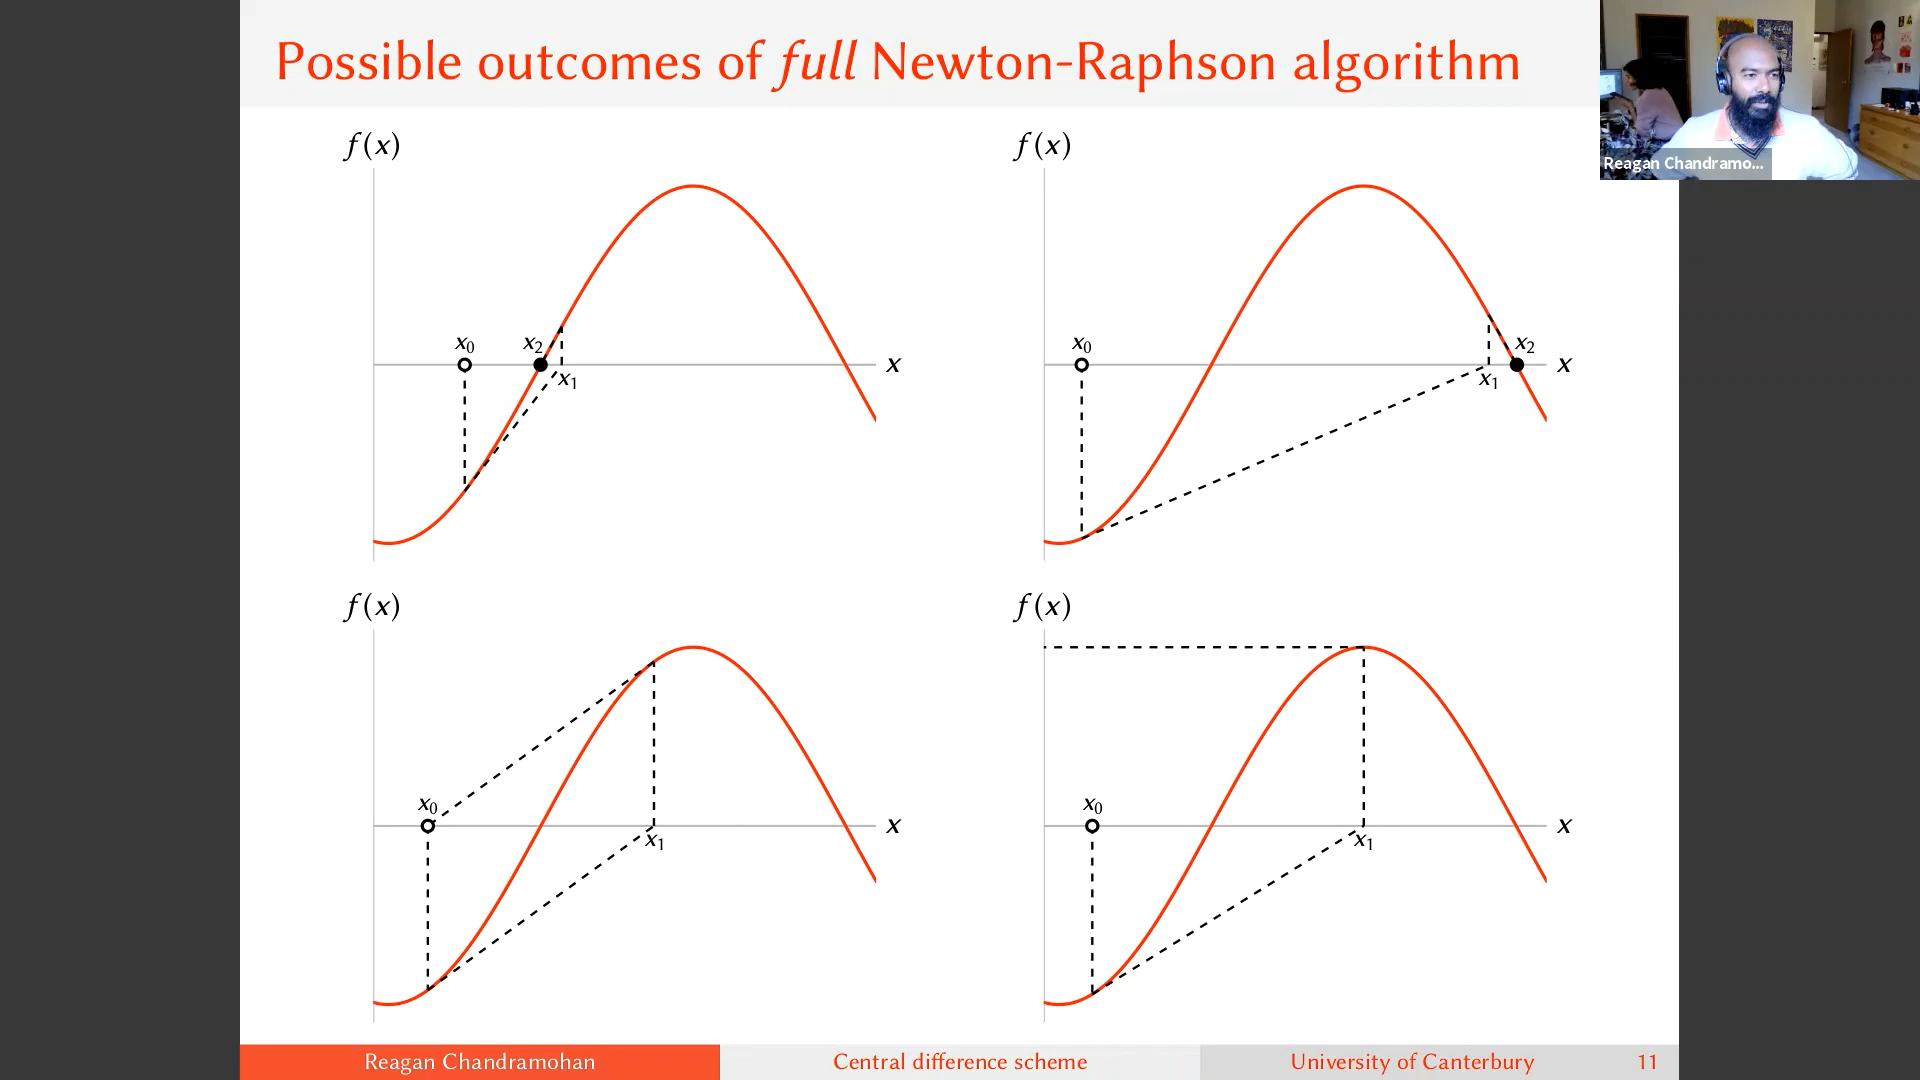 Possible outcomes of full Newton-Raphson algorithm
Reagan Chandramo...
f(x)
x₀
x₂
x₁
x
f(x)
x₀
x₂
x₁
x
f(x)
x₀
x₁
x
f(x)
x₀
x₁
x
Reagan Chandramohan
Central difference scheme
University of Canterbury
11